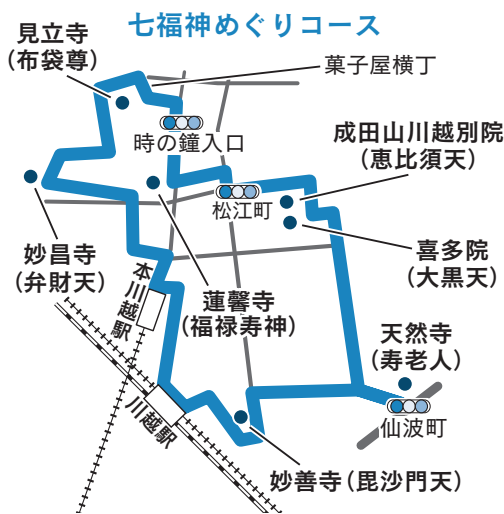 七福神めぐりコース
見立寺
(布袋尊)
菓子屋横丁
時の鐘入口
成田山川越別院
(恵比須天)
松江町
喜多院
(大黒天)
妙昌寺
(弁財天)
本川越駅
蓮馨寺
(福禄寿神)
天然寺
(寿老人)
川越駅
仙波町
妙善寺(毘沙門天)